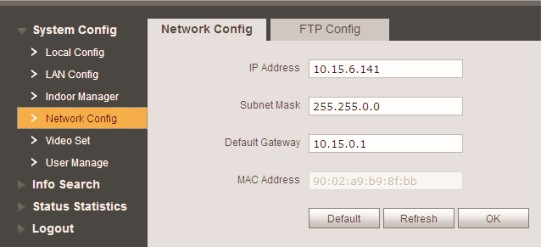 System Config
> Local Config
> LAN Config
> Indoor Manager
> Network Config
> Video Set
> User Manage
Info Search
Status Statistics
Logout
Network Config
FTP Config
IP Address 10.15.6.141
Subnet Mask 255.255.0.0
Default Gateway 10.15.0.1
MAC Address 90:02:a9:b9:8f:bb
Default Refresh OK